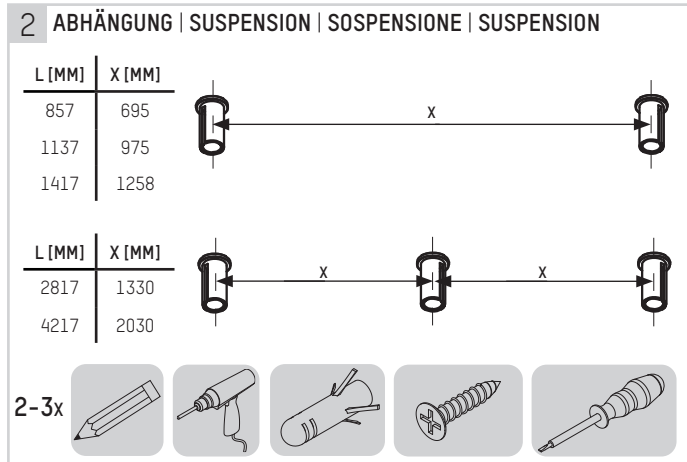 2 ABHÄNGUNG | SUSPENSION | SOSPENSIONE | SUSPENSION
L [MM] X [MM]
857 695
1137 975
1417 1258
X
L [MM] X [MM]
2817 1330
4217 2030
X X
2-3x